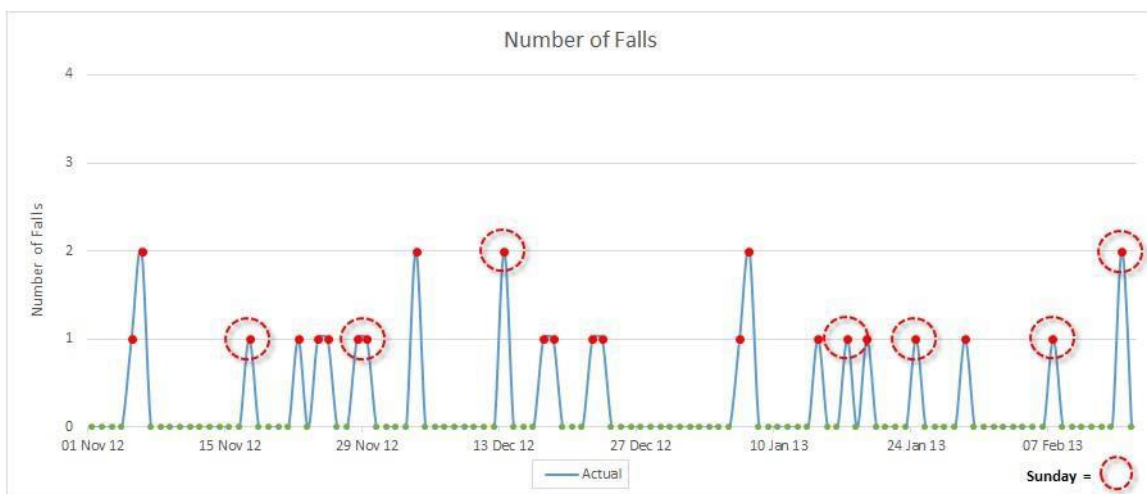 Number of Falls
4
3
2
1
0
Number of Falls
01 Nov 12 15 Nov 12 29 Nov 12 13 Dec 12 27 Dec 12 10 Jan 13 24 Jan 13 07 Feb 13
Actual
Sunday =